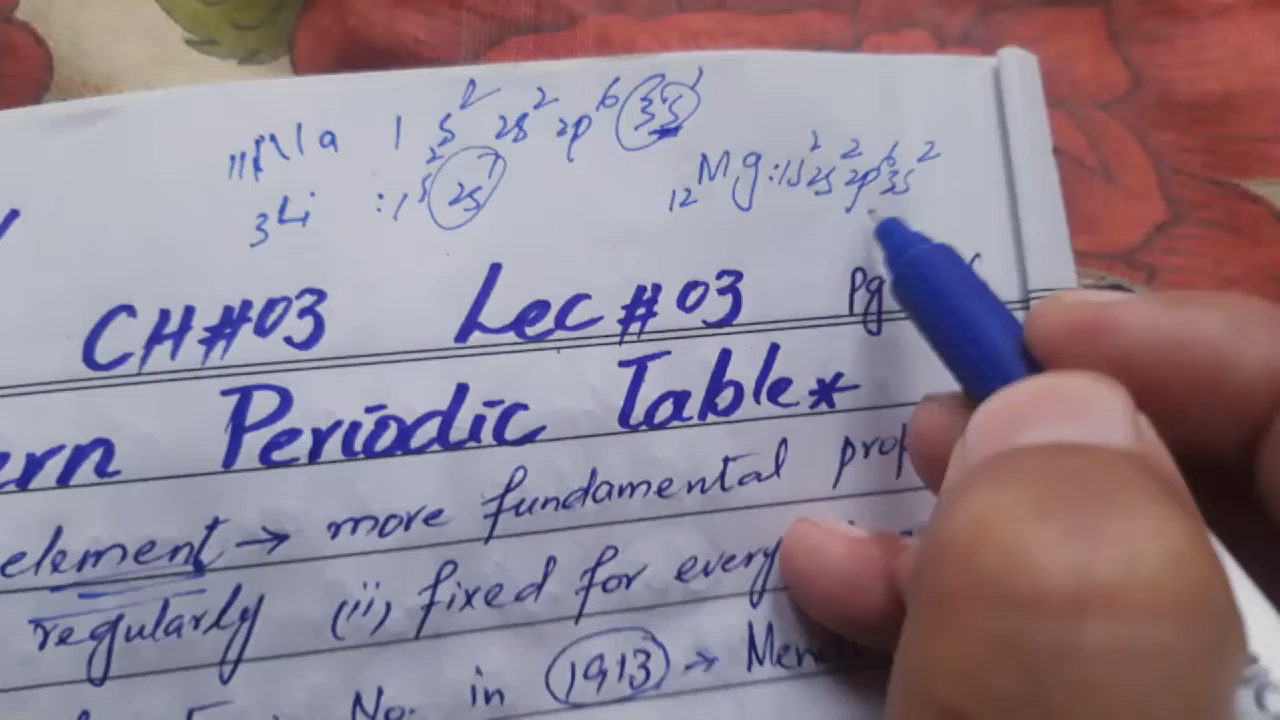 ₁₁Na 1s² 2s² 2p⁶ 3s¹
₃Li : 1s² 2s¹
₁₂Mg : 1s² 2s² 2p⁶ 3s²
CH#03 Lec #03 Pg
ern Periodic Table*
element → more fundamental prop
regularly (ii) fixed for every
No. in 1913 → Men